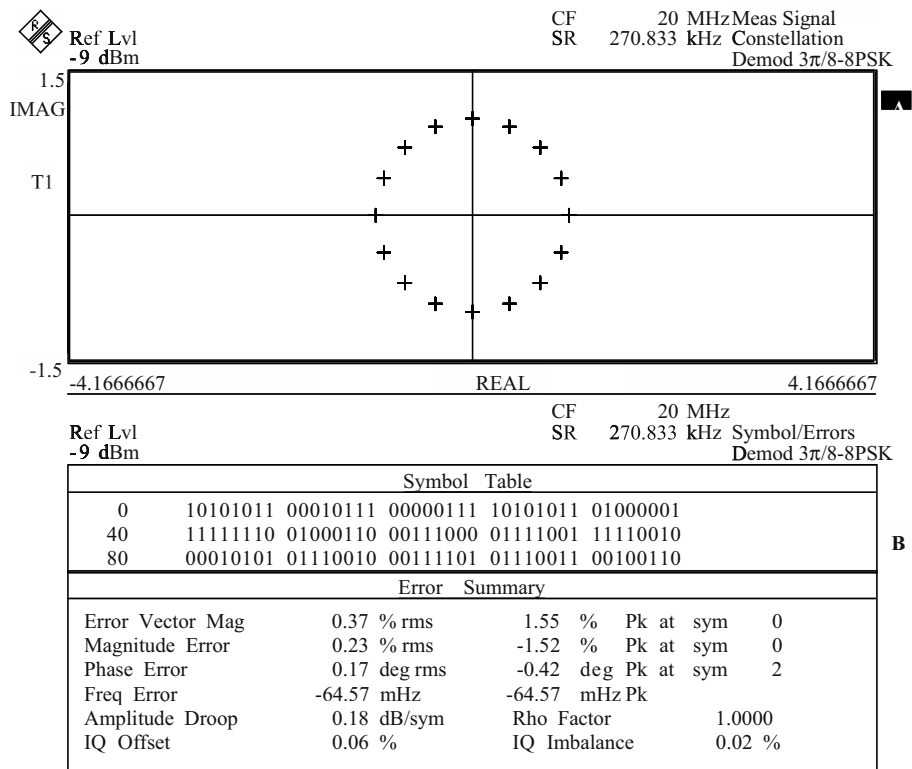 R
S
CF 20 MHz Meas Signal
Ref Lvl SR 270.833 kHz Constellation
-9 dBm Demod 3π/8-8PSK
1.5
IMAG
A
T1
-1.5
-4.1666667 REAL 4.1666667
CF 20 MHz
Ref Lvl SR 270.833 kHz Symbol/Errors
-9 dBm Demod 3π/8-8PSK
Symbol Table
0 10101011 00010111 00000111 10101011 01000001
40 11111110 01000110 00111000 01111001 11110010
B
80 00010101 01110010 00111101 01110011 00100110
Error Summary
Error Vector Mag 0.37 % rms 1.55 % Pk at sym 0
Magnitude Error 0.23 % rms -1.52 % Pk at sym 0
Phase Error 0.17 deg rms -0.42 deg Pk at sym 2
Freq Error -64.57 mHz -64.57 mHz Pk
Amplitude Droop 0.18 dB/sym Rho Factor 1.0000
IQ Offset 0.06 % IQ Imbalance 0.02 %